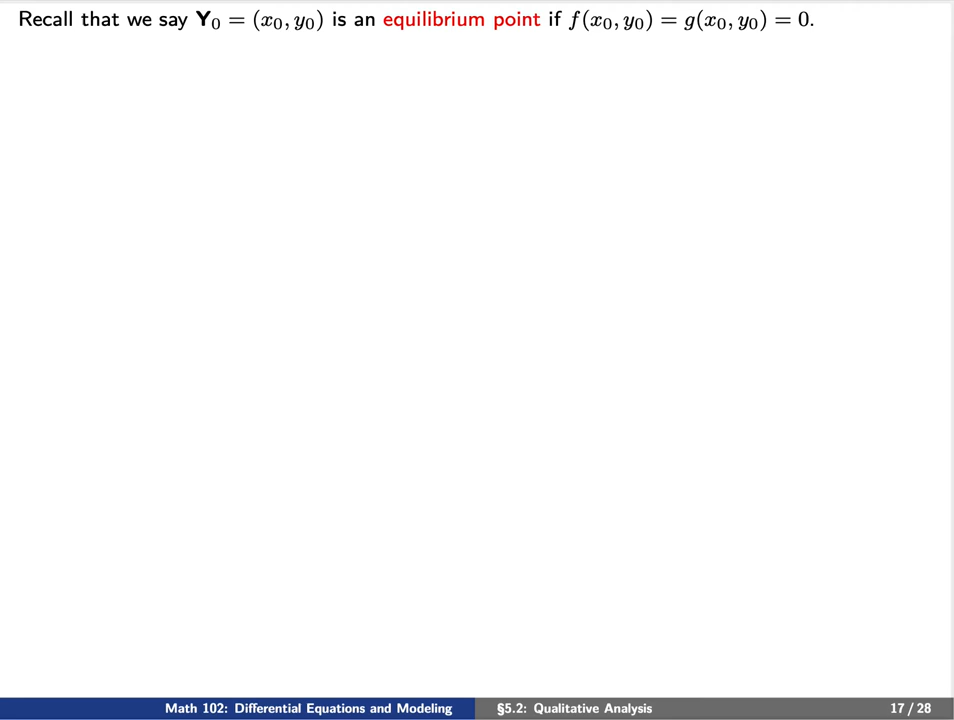 Recall that we say Y₀ = (x₀, y₀) is an equilibrium point if f(x₀, y₀) = g(x₀, y₀) = 0.
Math 102: Differential Equations and Modeling §5.2: Qualitative Analysis 17 / 28